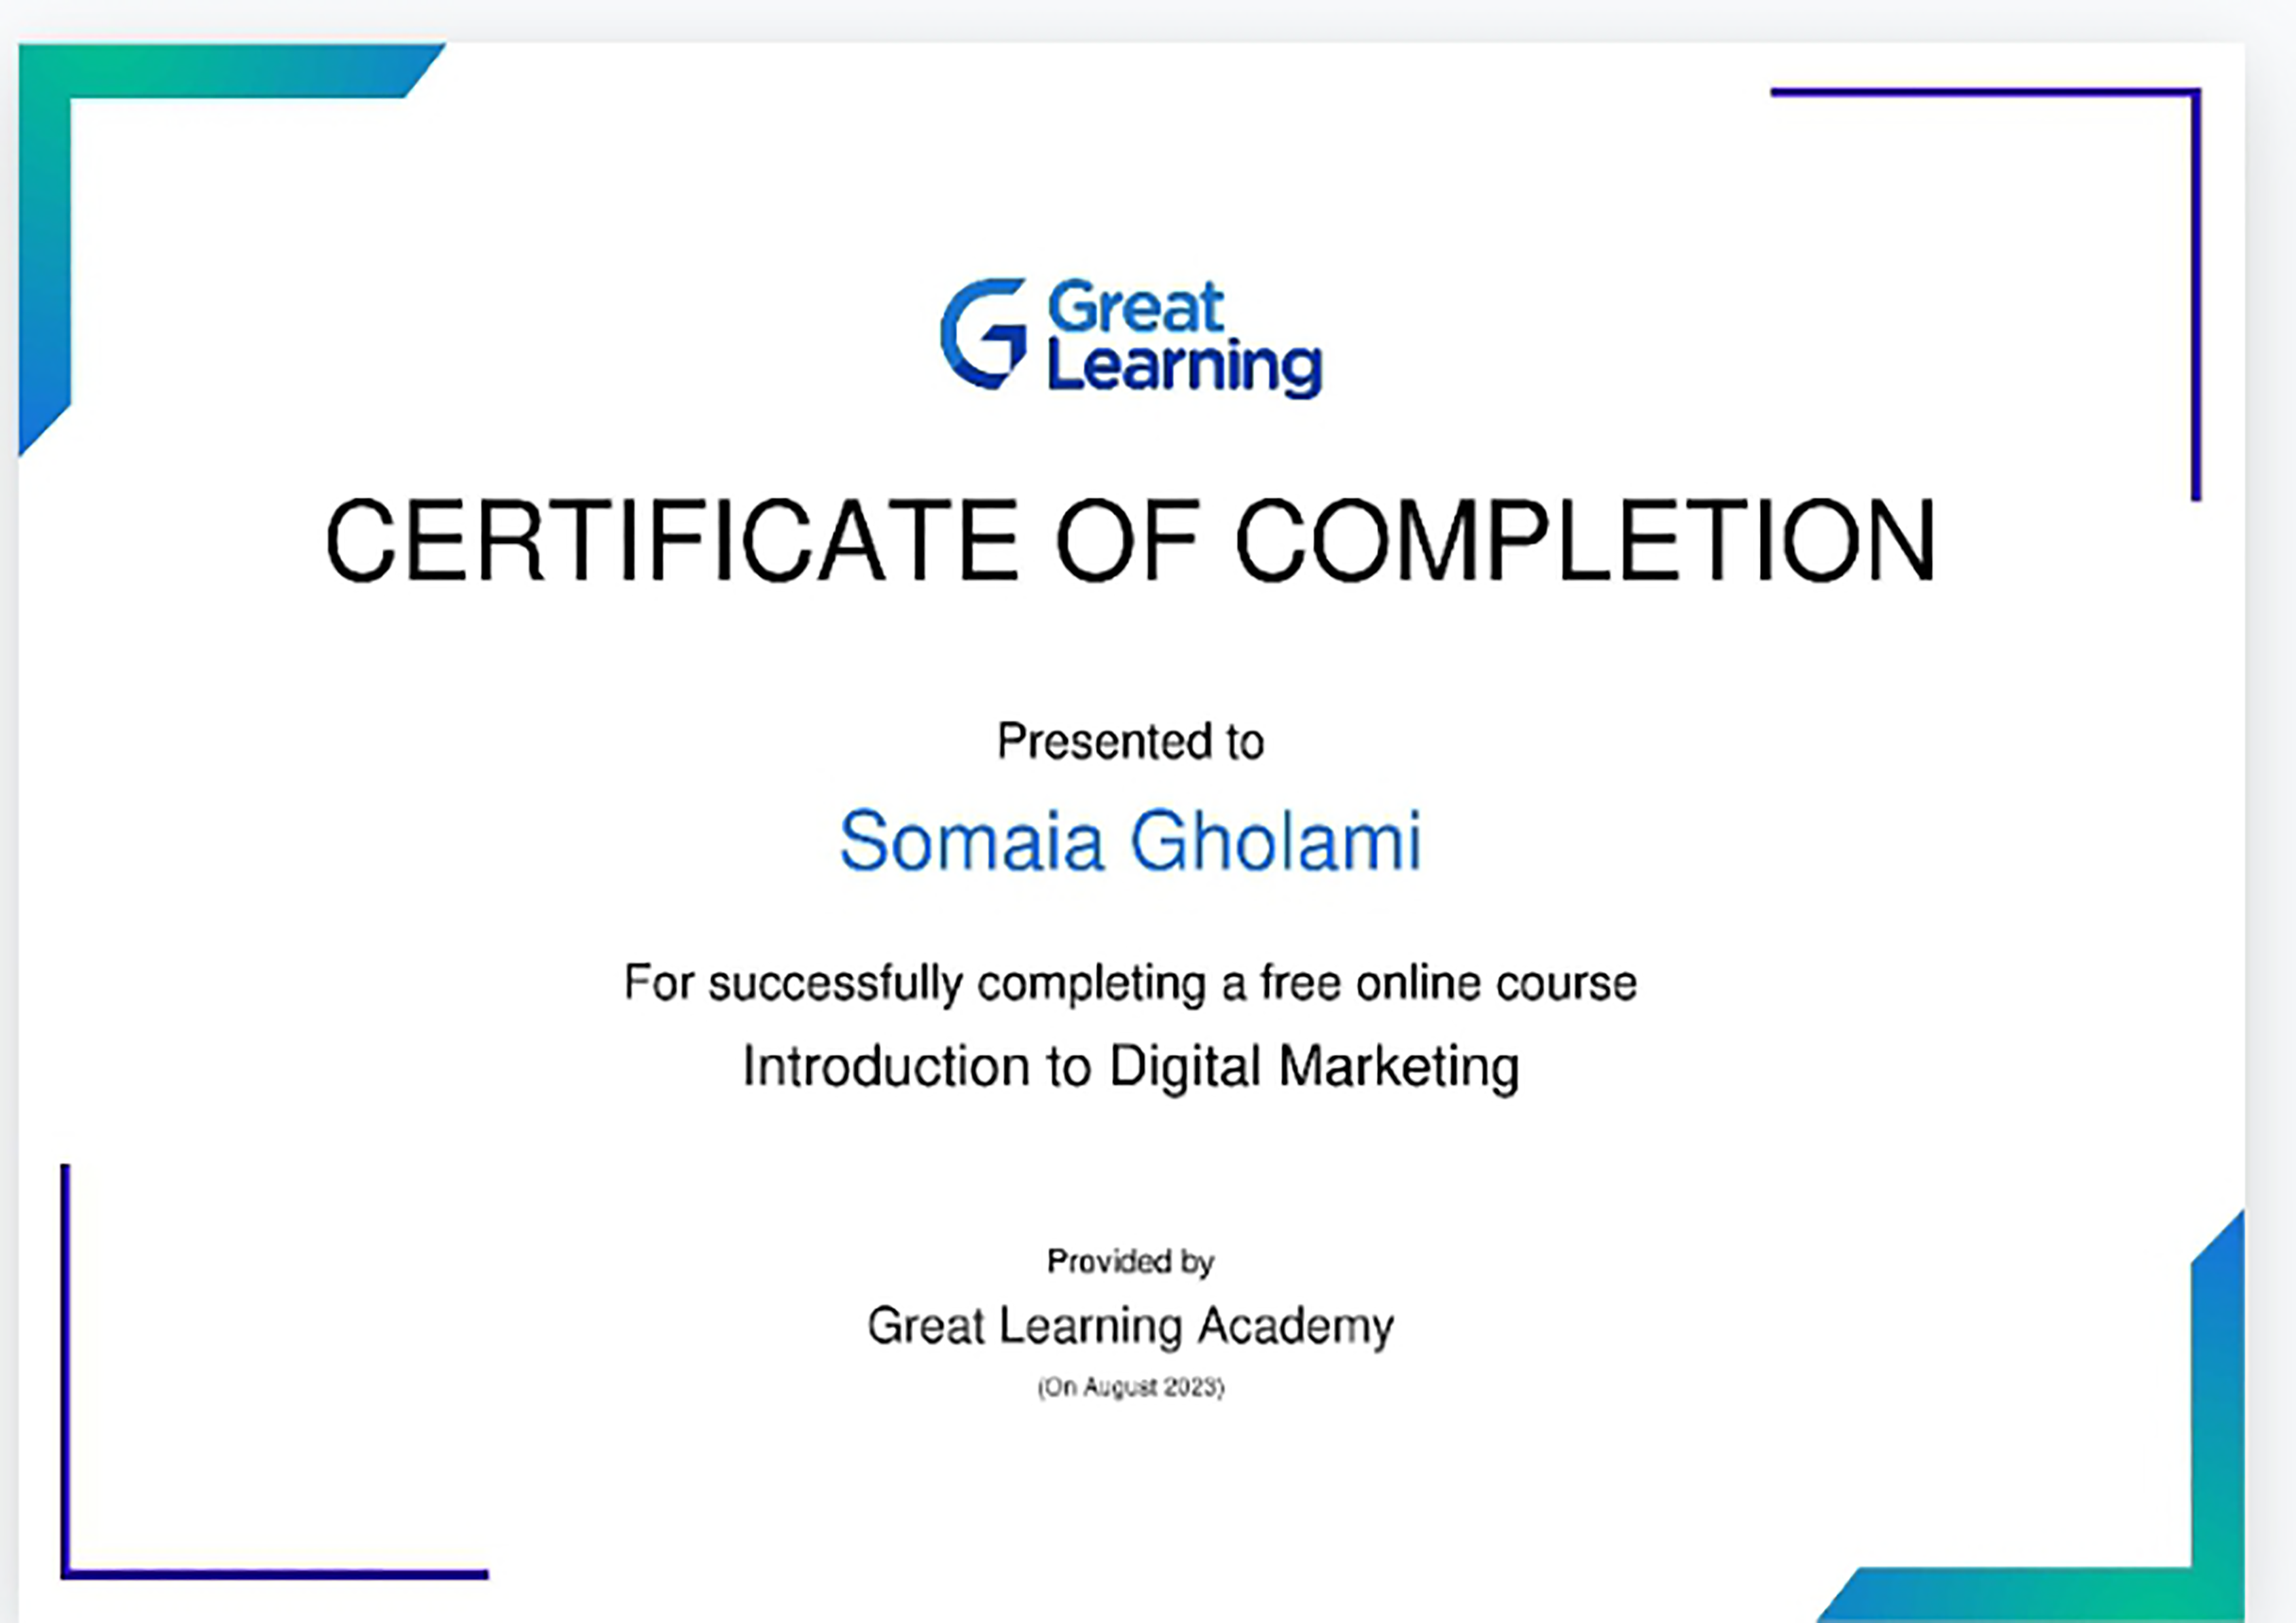 Great
Learning
CERTIFICATE OF COMPLETION
Presented to
Somaia Gholami
For successfully completing a free online course
Introduction to Digital Marketing
Provided by
Great Learning Academy
(On August 2023)